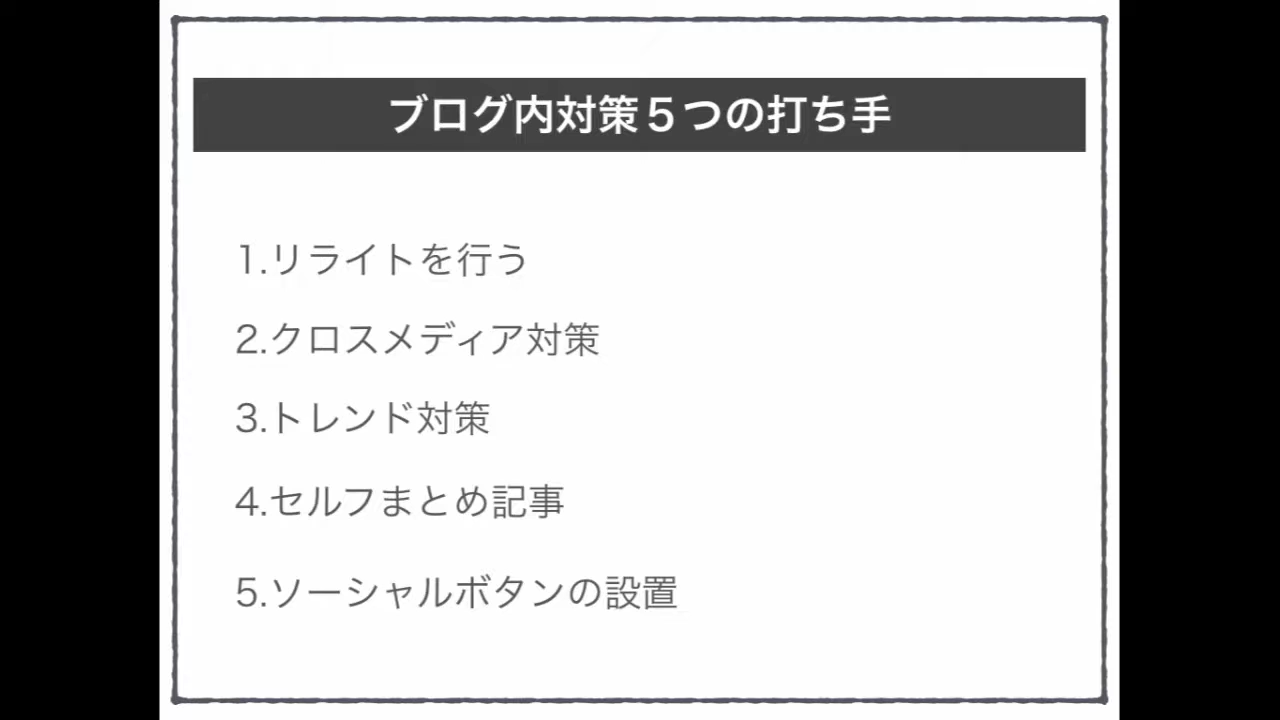 ブログ内対策５つの打ち手
1.リライトを行う
2.クロスメディア対策
3.トレンド対策
4.セルフまとめ記事
5.ソーシャルボタンの設置